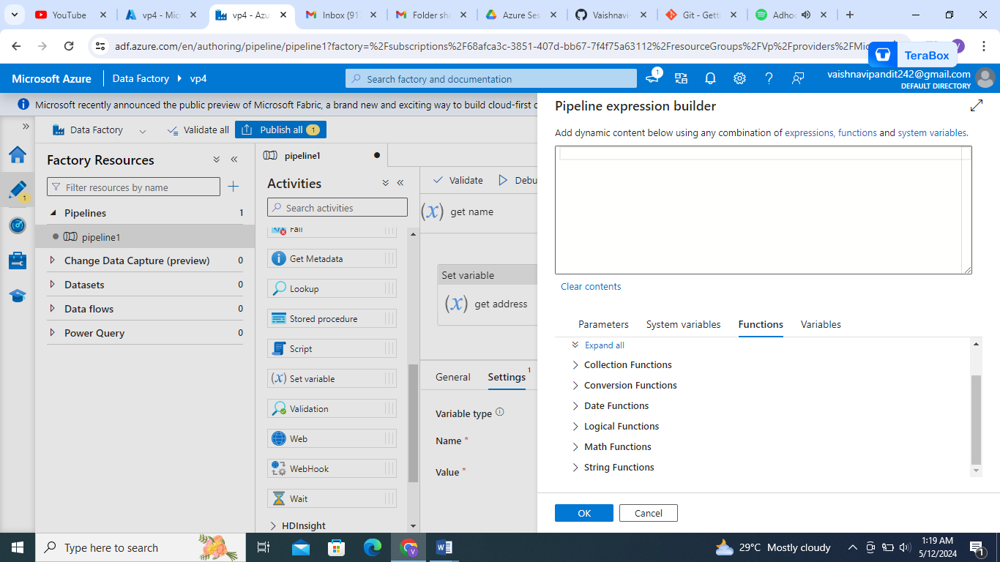 YouTube
vp4 - Mic
vp4 - Azu
Inbox (91
Folder sha
Azure Ses
Vaishnavi
Git - Gett
Adhoo
adf.azure.com/en/authoring/pipeline/pipeline1?factory=%2Fsubscriptions%2F68afca3c-3851-407d-bb67-7f4f75a63112%2FresourceGroups%2FVp%2Fproviders%2FMic
V
TeraBox
Microsoft Azure
Data Factory
vp4
Search factory and documentation
1
vaishnavipandit242@gmail.com
DEFAULT DIRECTORY
Microsoft recently announced the public preview of Microsoft Fabric, a brand new and exciting way to build cloud-first
Data Factory
Validate all
Publish all 1
1
Factory Resources
Filter resources by name
Pipelines 1
pipeline1
Change Data Capture (preview) 0
Datasets 0
Data flows 0
Power Query 0
pipeline1
Activities
Search activities
Fail
Get Metadata
Lookup
Stored procedure
Script
(x) Set variable
Validation
Web
WebHook
Wait
HDInsight
Validate
Debu
(x) get name
Set variable
(x) get address
General
Settings 1
Variable type
Name *
Value *
Pipeline expression builder
Add dynamic content below using any combination of expressions, functions and system variables.
Clear contents
Parameters
System variables
Functions
Variables
Expand all
Collection Functions
Conversion Functions
Date Functions
Logical Functions
Math Functions
String Functions
OK
Cancel
Type here to search
V
W
29°C Mostly cloudy
1:19 AM
5/12/2024
1